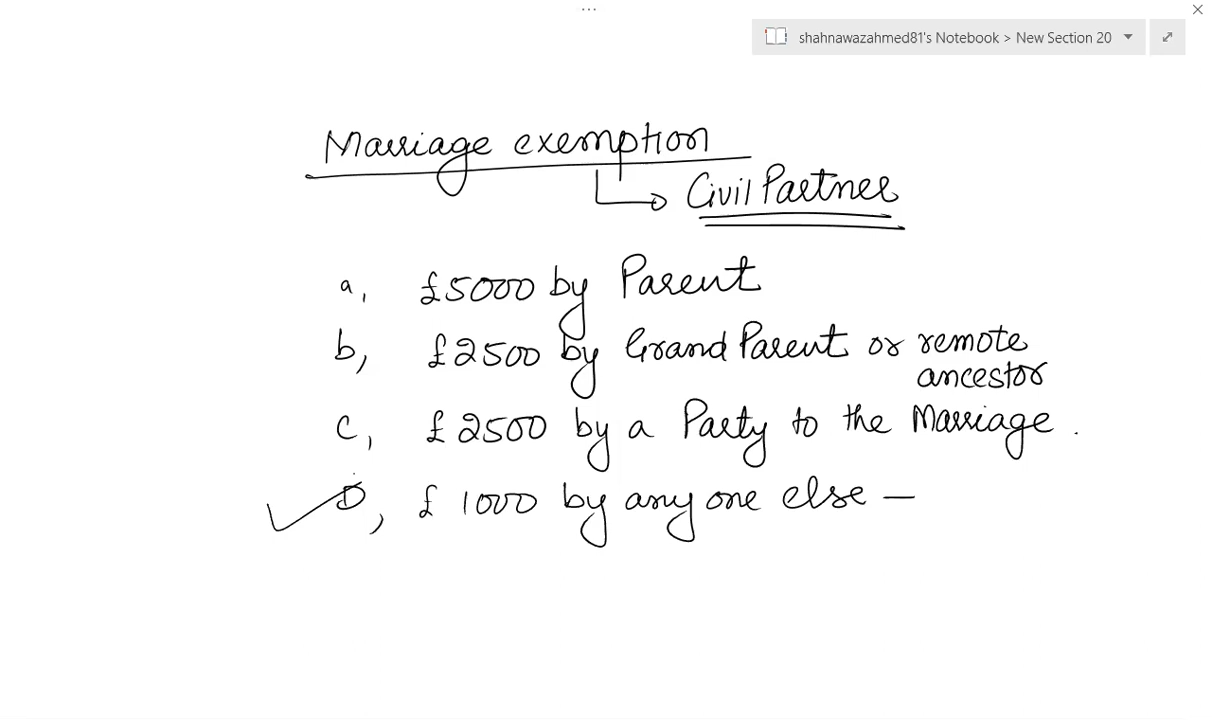 shahnawazahmed81's Notebook > New Section 20
Marriage exemption
Civil Partner
a, £5000 by Parent
b, £2500 by Grand Parent or remote
ancestor
c, £2500 by a Party to the Marriage.
D, £1000 by any one else —